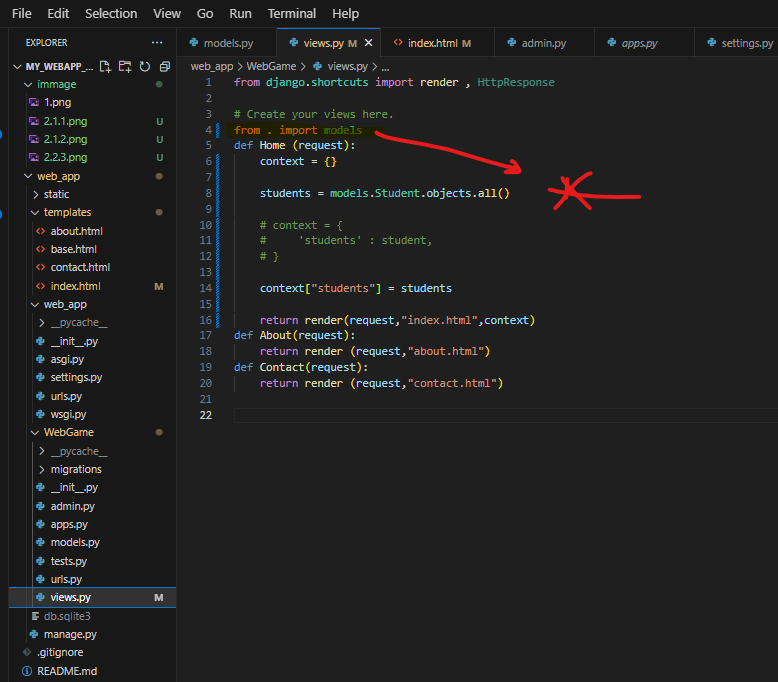 File Edit Selection View Go Run Terminal Help
EXPLORER ...
models.py
views.py M
index.html M
admin.py
apps.py
settings.py
MY_WEBAPP_...
web_app > WebGame > views.py > ...
immage
1.png
2.1.1.png U
2.1.2.png U
2.2.3.png U
web_app
static
templates
about.html
base.html
contact.html
index.html M
web_app
__pycache__
__init__.py
asgi.py
settings.py
urls.py
wsgi.py
WebGame
__pycache__
migrations
__init__.py
admin.py
apps.py
models.py
tests.py
urls.py
views.py M
db.sqlite3
manage.py
.gitignore
README.md
1 from django.shortcuts import render , HttpResponse
2
3 # Create your views here.
4 from . import models
5 def Home (request):
6 context = {}
7
8 students = models.Student.objects.all()
9
10 # context = {
11 #     'students' : student,
12 # }
13
14 context["students"] = students
15
16 return render(request,"index.html",context)
17 def About(request):
18 return render (request,"about.html")
19 def Contact(request):
20 return render (request,"contact.html")
21
22